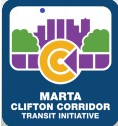 MARTA
CLIFTON CORRIDOR
TRANSIT INITIATIVE